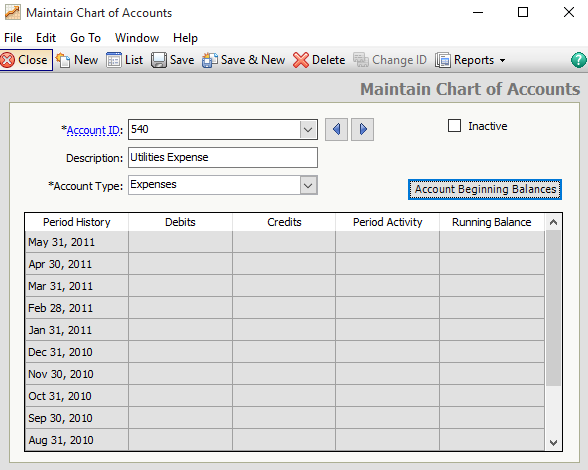 Maintain Chart of Accounts
File Edit Go To Window Help
Close New List Save Save & New Delete Change ID Reports ?
Maintain Chart of Accounts
*Account ID: 540 Inactive
Description: Utilities Expense
*Account Type: Expenses Account Beginning Balances
Period History Debits Credits Period Activity Running Balance
May 31, 2011
Apr 30, 2011
Mar 31, 2011
Feb 28, 2011
Jan 31, 2011
Dec 31, 2010
Nov 30, 2010
Oct 31, 2010
Sep 30, 2010
Aug 31, 2010